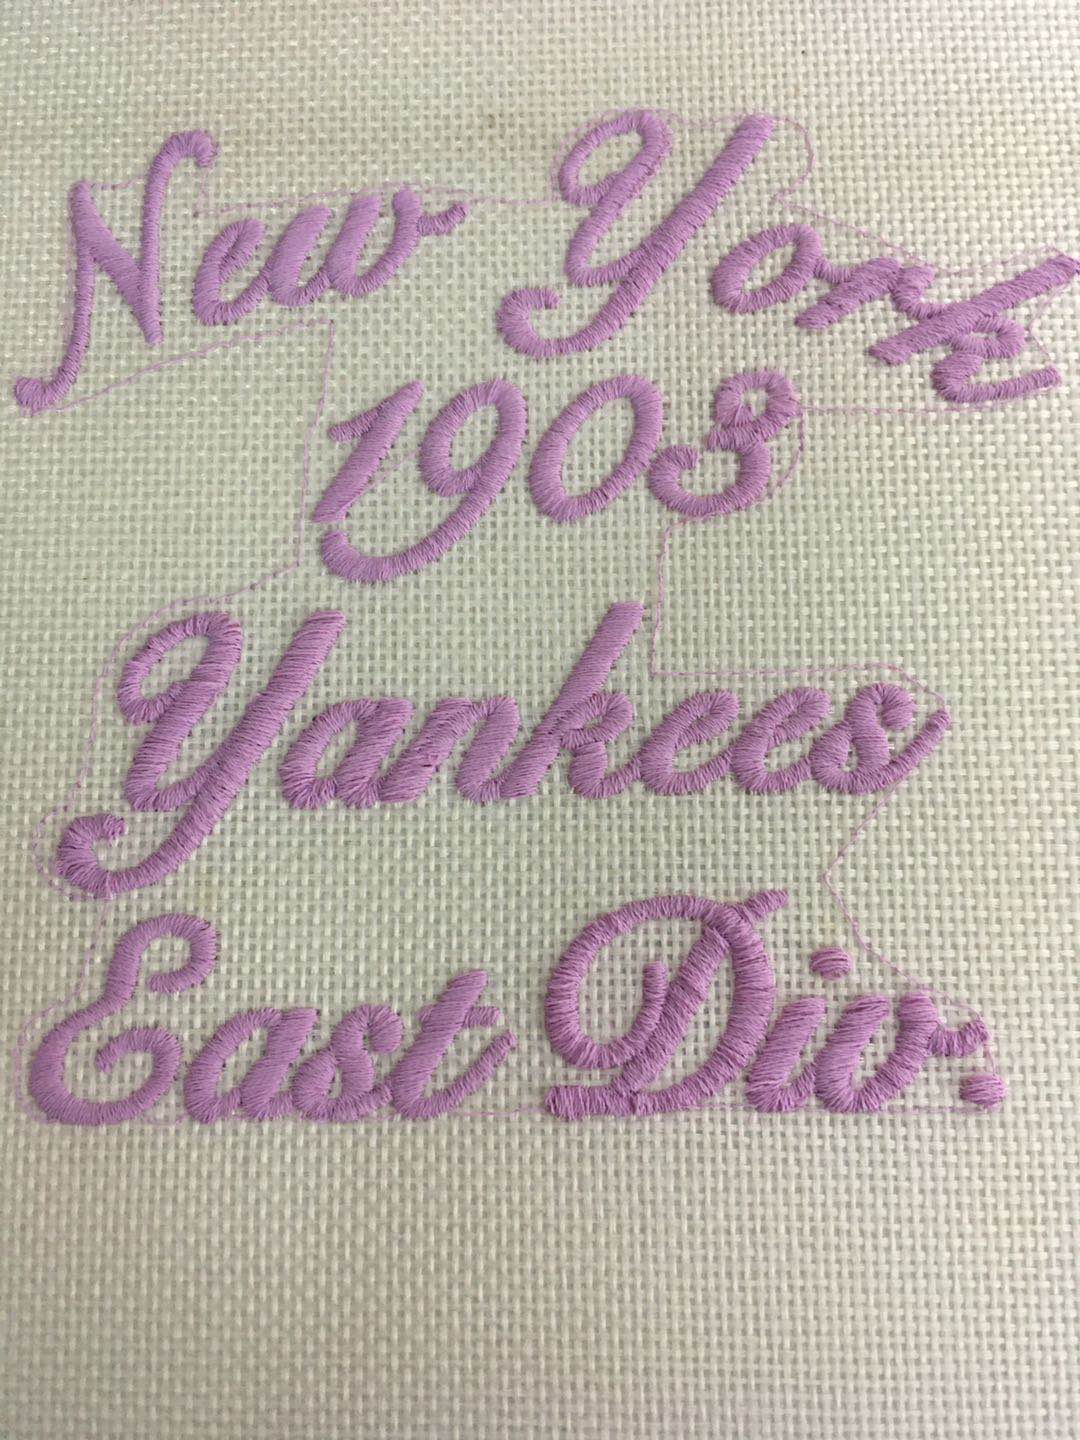 New York
1903
Yankees
East Div.